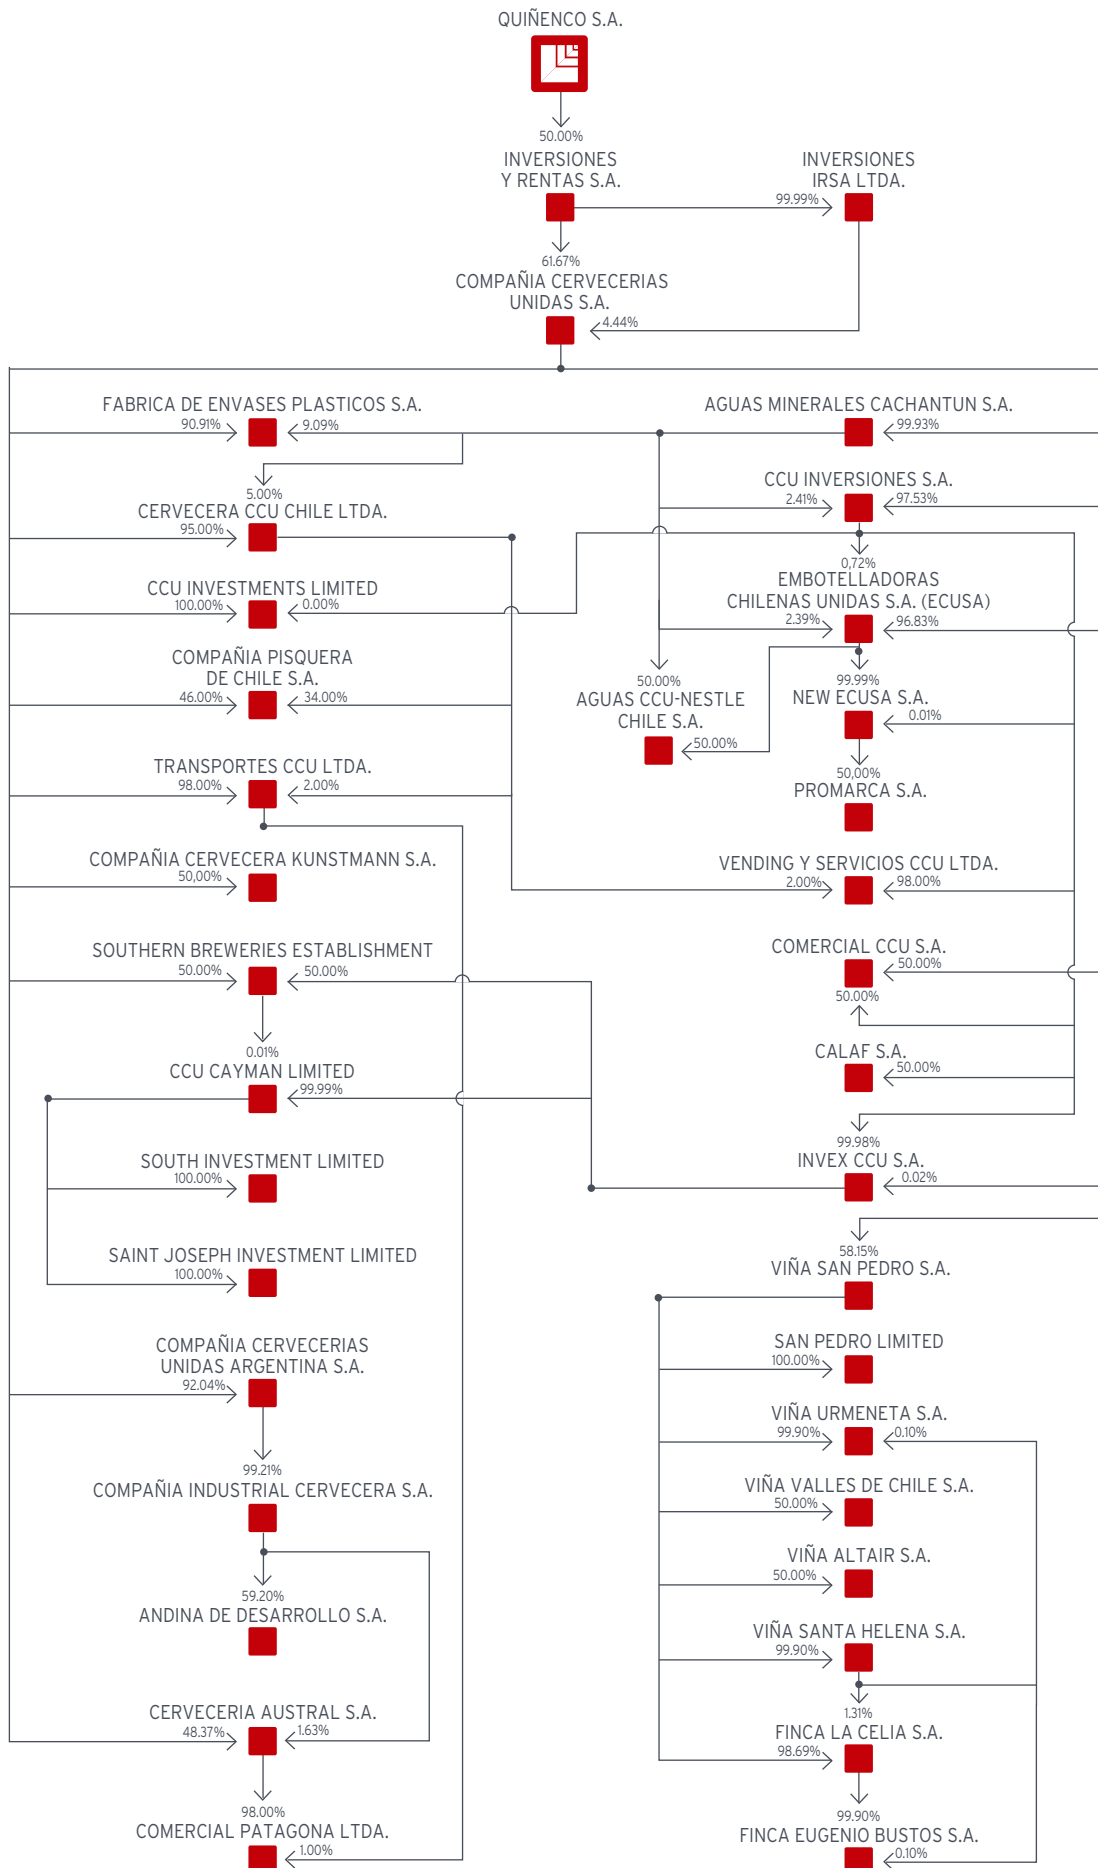 QUIÑENCO S.A.
50.00%
INVERSIONES
Y RENTAS S.A.
INVERSIONES
IRSA LTDA.
99.99%
61.67%
COMPAÑIA CERVECERIAS
UNIDAS S.A.
4.44%
FABRICA DE ENVASES PLASTICOS S.A.
90.91%
9.09%
AGUAS MINERALES CACHANTUN S.A.
99.93%
5.00%
CERVECERA CCU CHILE LTDA.
95.00%
CCU INVERSIONES S.A.
2.41%
97.53%
0,72%
CCU INVESTMENTS LIMITED
100.00%
0.00%
EMBOTELLADORAS
CHILENAS UNIDAS S.A. (ECUSA)
2.39%
96.83%
COMPAÑIA PISQUERA
DE CHILE S.A.
46.00%
34.00%
50.00%
AGUAS CCU-NESTLE
CHILE S.A.
50.00%
99.99%
NEW ECUSA S.A.
0.01%
TRANSPORTES CCU LTDA.
98.00%
2.00%
50,00%
PROMARCA S.A.
COMPAÑIA CERVECERA KUNSTMANN S.A.
50,00%
VENDING Y SERVICIOS CCU LTDA.
2.00%
98.00%
SOUTHERN BREWERIES ESTABLISHMENT
50.00%
50.00%
COMERCIAL CCU S.A.
50.00%
50.00%
0.01%
CCU CAYMAN LIMITED
99.99%
CALAF S.A.
50.00%
SOUTH INVESTMENT LIMITED
100.00%
99.98%
INVEX CCU S.A.
0.02%
SAINT JOSEPH INVESTMENT LIMITED
100.00%
58.15%
VIÑA SAN PEDRO S.A.
COMPAÑIA CERVECERIAS
UNIDAS ARGENTINA S.A.
92.04%
SAN PEDRO LIMITED
100.00%
VIÑA URMENETA S.A.
99.90%
0.10%
99.21%
COMPAÑIA INDUSTRIAL CERVECERA S.A.
VIÑA VALLES DE CHILE S.A.
50.00%
VIÑA ALTAIR S.A.
50.00%
59.20%
ANDINA DE DESARROLLO S.A.
VIÑA SANTA HELENA S.A.
99.90%
CERVECERIA AUSTRAL S.A.
48.37%
1.63%
1.31%
FINCA LA CELIA S.A.
98.69%
98.00%
COMERCIAL PATAGONA LTDA.
1.00%
99.90%
FINCA EUGENIO BUSTOS S.A.
0.10%